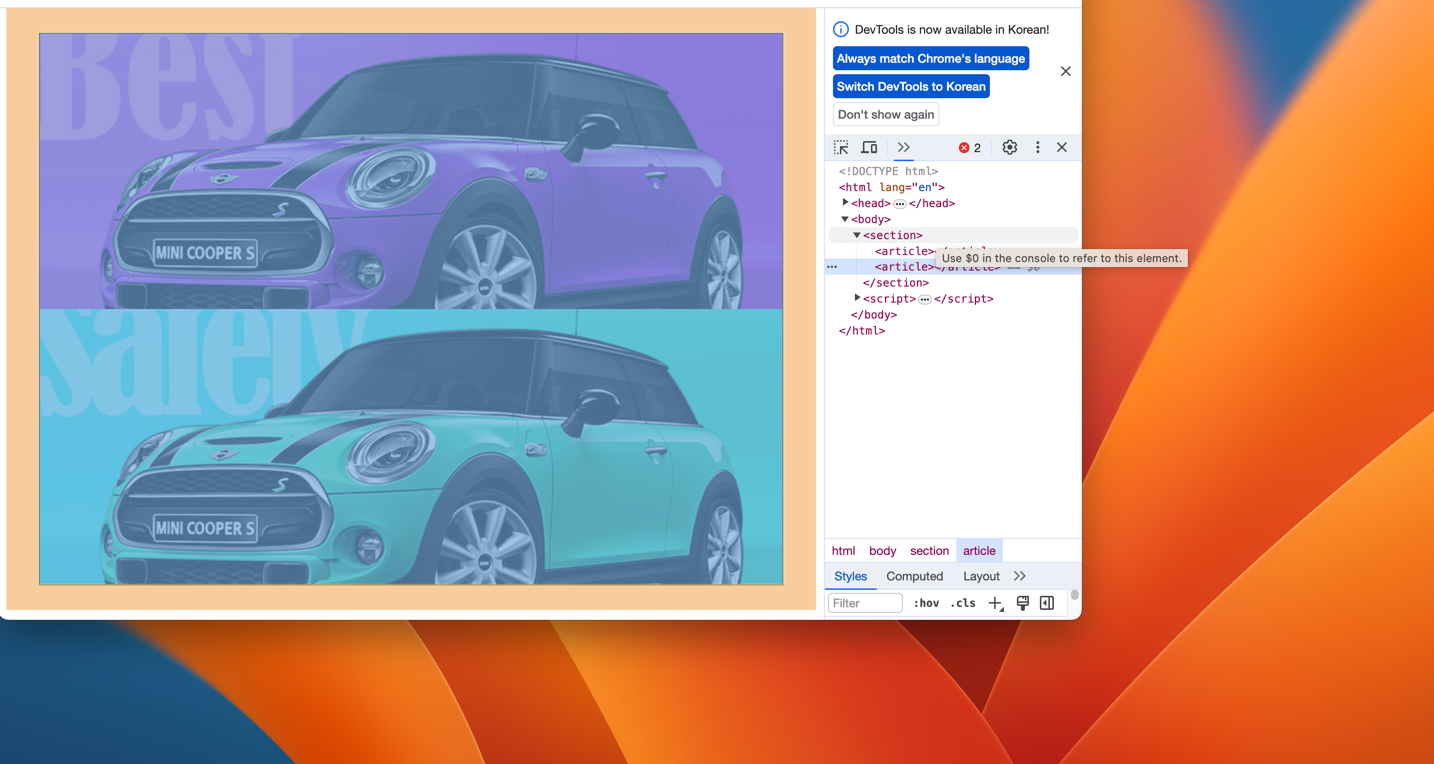 Best
MINI COOPER S
Safely
MINI COOPER S
DevTools is now available in Korean!
Always match Chrome's language
Switch DevTools to Korean
Don't show again
2
<!DOCTYPE html>
<html lang="en">
<head> ••• </head>
<body>
<section>
<article></article>
Use $0 in the console to refer to this element.
<article></article> == $0
</section>
<script> ••• </script>
</body>
</html>
html body section article
Styles Computed Layout
Filter :hov .cls